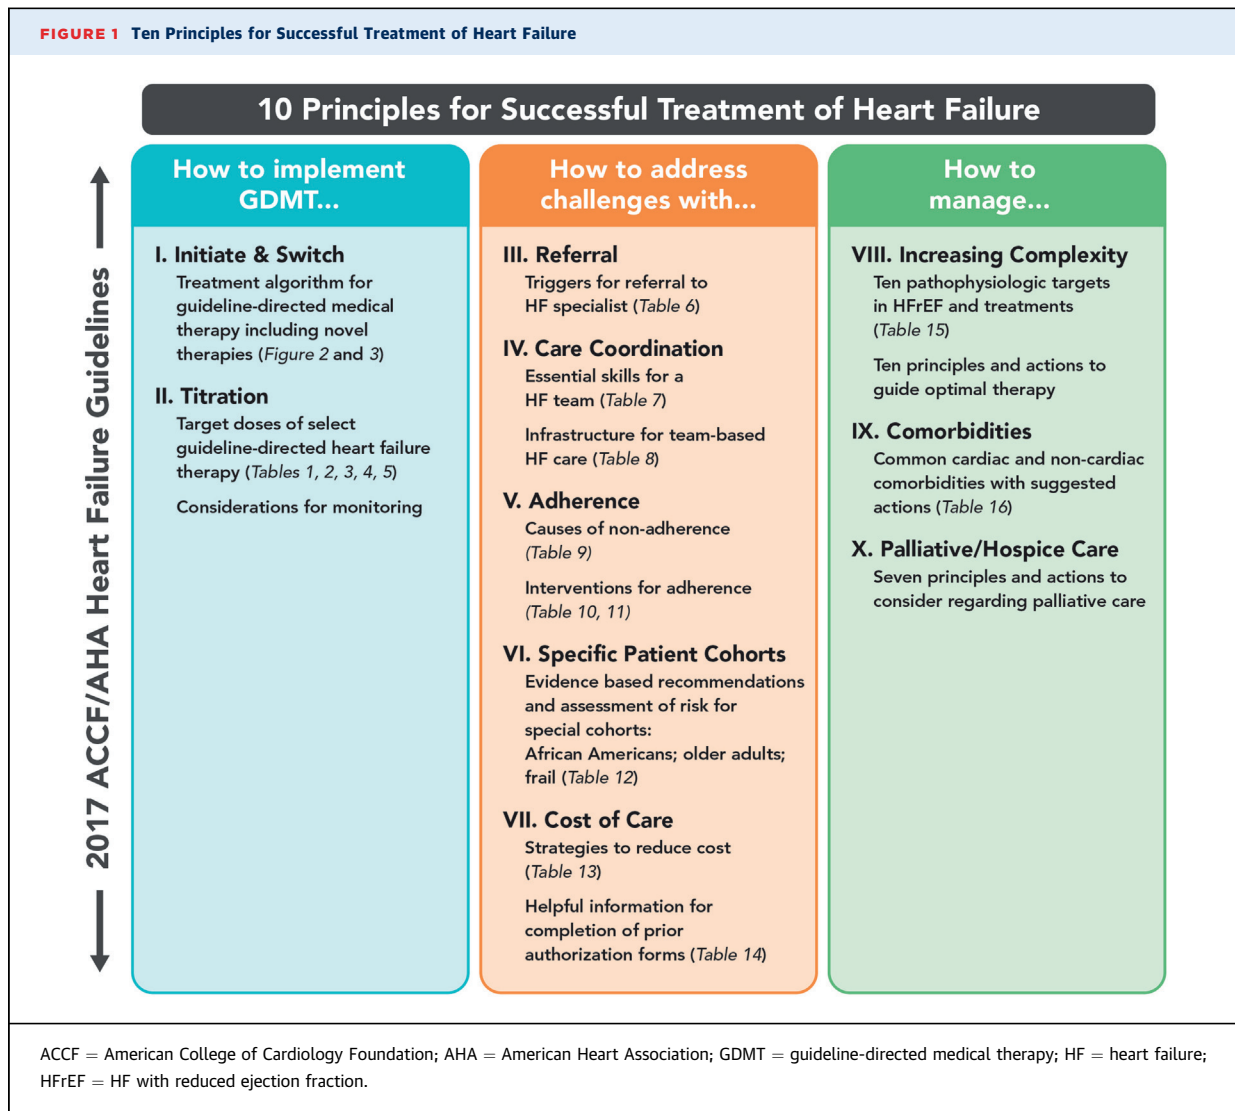 FIGURE 1 Ten Principles for Successful Treatment of Heart Failure
10 Principles for Successful Treatment of Heart Failure
2017 ACCF/AHA Heart Failure Guidelines
How to implement
GDMT...
I. Initiate & Switch
Treatment algorithm for
guideline-directed medical
therapy including novel
therapies (Figure 2 and 3)
II. Titration
Target doses of select
guideline-directed heart failure
therapy (Tables 1, 2, 3, 4, 5)
Considerations for monitoring
How to address
challenges with...
III. Referral
Triggers for referral to
HF specialist (Table 6)
IV. Care Coordination
Essential skills for a
HF team (Table 7)
Infrastructure for team-based
HF care (Table 8)
V. Adherence
Causes of non-adherence
(Table 9)
Interventions for adherence
(Table 10, 11)
VI. Specific Patient Cohorts
Evidence based recommendations
and assessment of risk for
special cohorts:
African Americans; older adults;
frail (Table 12)
VII. Cost of Care
Strategies to reduce cost
(Table 13)
Helpful information for
completion of prior
authorization forms (Table 14)
How to
manage...
VIII. Increasing Complexity
Ten pathophysiologic targets
in HFrEF and treatments
(Table 15)
Ten principles and actions to
guide optimal therapy
IX. Comorbidities
Common cardiac and non-cardiac
comorbidities with suggested
actions (Table 16)
X. Palliative/Hospice Care
Seven principles and actions to
consider regarding palliative care
ACCF = American College of Cardiology Foundation; AHA = American Heart Association; GDMT = guideline-directed medical therapy; HF = heart failure;
HFrEF = HF with reduced ejection fraction.